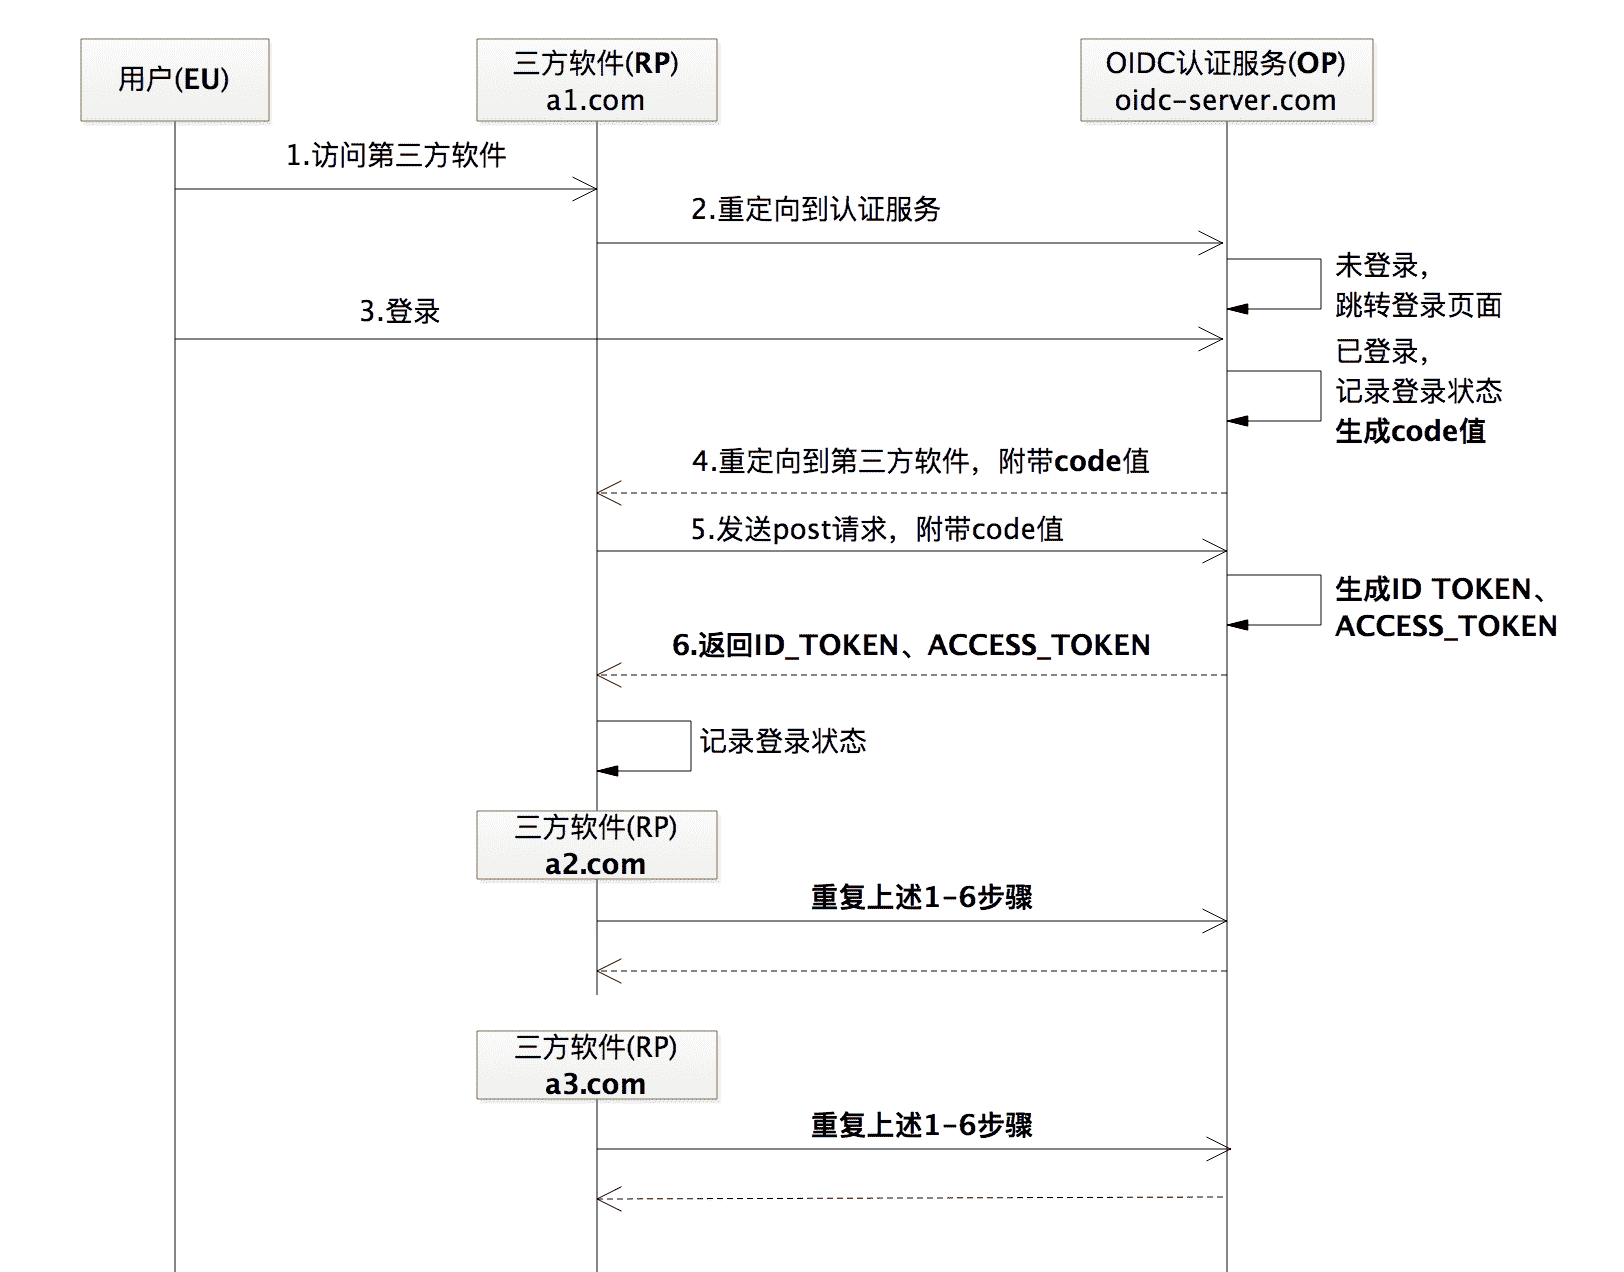 用户(EU)
三方软件(RP)
a1.com
OIDC认证服务(OP)
oidc-server.com
1.访问第三方软件
2.重定向到认证服务
未登录，
跳转登录页面
3.登录
已登录，
记录登录状态
生成code值
4.重定向到第三方软件，附带code值
5.发送post请求，附带code值
生成ID TOKEN、
ACCESS_TOKEN
6.返回ID_TOKEN、ACCESS_TOKEN
记录登录状态
三方软件(RP)
a2.com
重复上述1-6步骤
三方软件(RP)
a3.com
重复上述1-6步骤